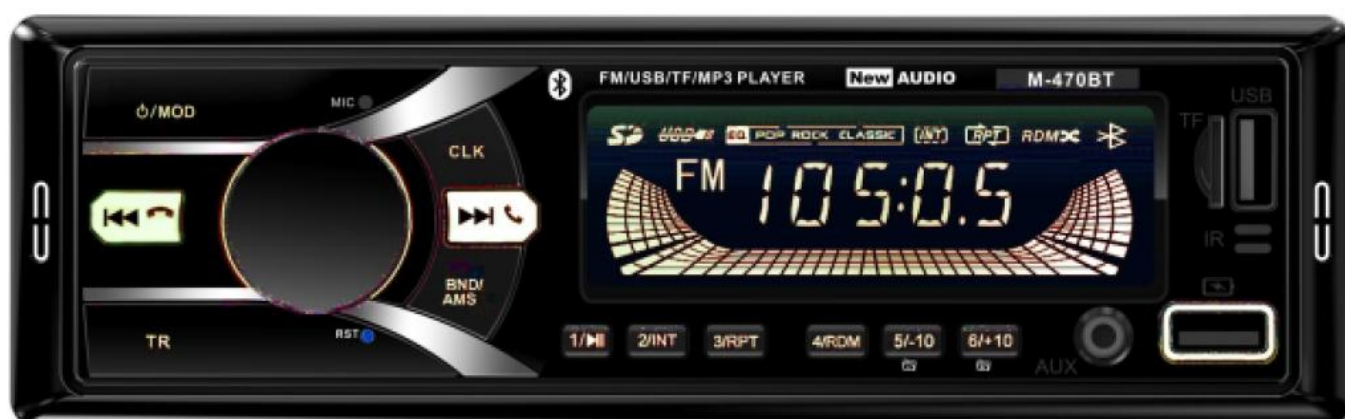 FM/USB/TF/MP3 PLAYER New AUDIO M-470BT
USB
TF
/MOD
MIC
CLK
USB EQ POP ROCK CLASSIC INT RPT RDM
FM 105:0.5
IR
BND/
AMS
TR
RST
1/ 2/INT 3/RPT 4/RDM 5/-10 6/+10
AUX